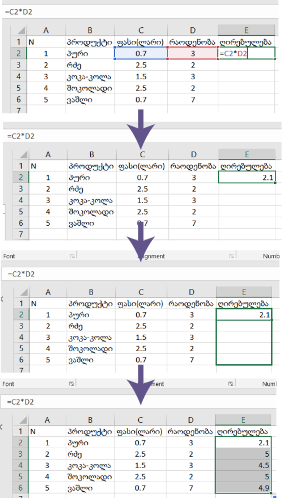 =C2*D2
A B C D E
1 N პროდუქტი ფასი(ლარი) რაოდენობა ღირებულება
2 1 პური 0.7 3 =C2*D2
3 2 რძე 2.5 2
4 3 კოკა-კოლა 1.5 3
5 4 შოკოლადი 2.5 2
6 5 ვაშლი 0.7 7
=C2*D2
A B C D E
1 N პროდუქტი ფასი(ლარი) რაოდენობა ღირებულება
2 1 პური 0.7 3 2.1
3 2 რძე 2.5 2
4 3 კოკა-კოლა 1.5 3
5 4 შოკოლადი 2.5 2
6 5 ვაშლი 0.7 7
7
Font Numb
=C2*D2
A B C D E
1 N პროდუქტი ფასი(ლარი) რაოდენობა ღირებულება
2 1 პური 0.7 3 2.1
3 2 რძე 2.5 2
4 3 კოკა-კოლა 1.5 3
5 4 შოკოლადი 2.5 2
6 5 ვაშლი 0.7 7
7
Font Numb
=C2*D2
A B C D E
1 N პროდუქტი ფასი(ლარი) რაოდენობა ღირებულება
2 1 პური 0.7 3 2.1
3 2 რძე 2.5 2 5
4 3 კოკა-კოლა 1.5 3 4.5
5 4 შოკოლადი 2.5 2 5
6 5 ვაშლი 0.7 7 4.9
7